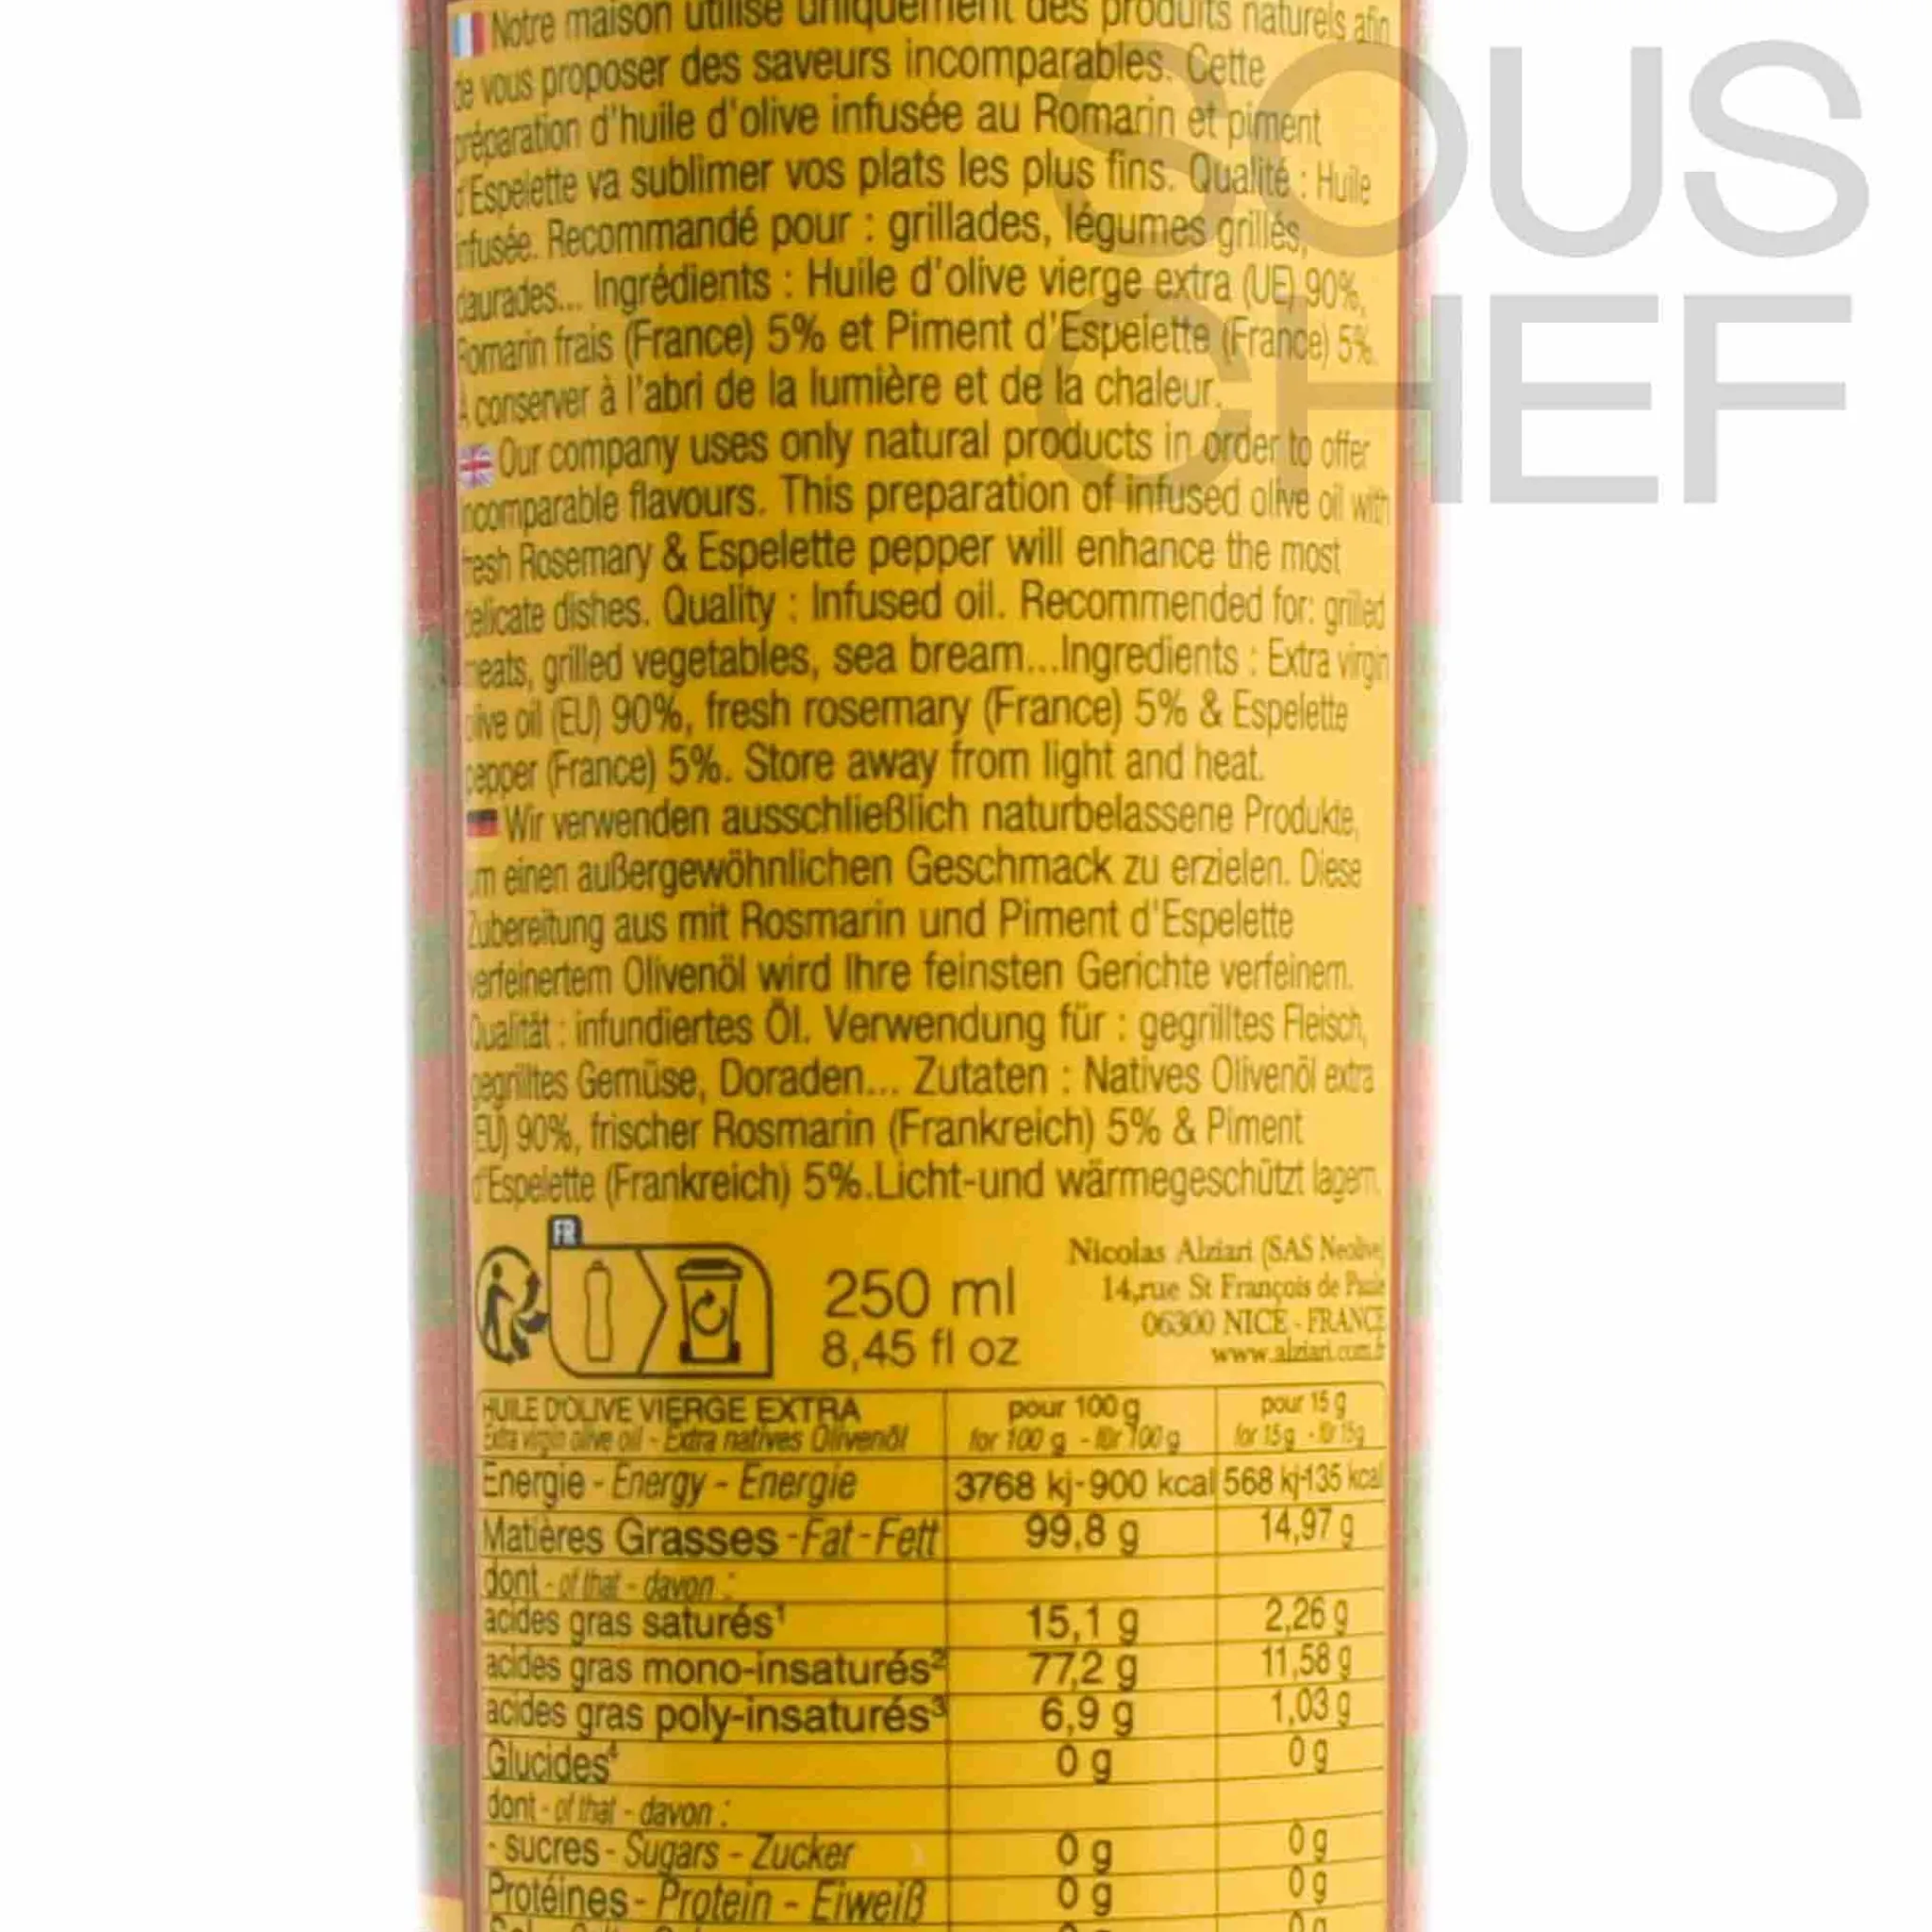 Notre maison utilise uniquement des produits naturels afin
de vous proposer des saveurs incomparables. Cette
préparation d'huile d'olive infusée au Romarin et piment
d'Espelette va sublimer vos plats les plus fins. Qualité : Huile
infusée. Recommandé pour : grillades, légumes grillés,
daurades... Ingrédients : Huile d'olive vierge extra (UE) 90%,
Romarin frais (France) 5% et Piment d'Espelette (France) 5%.
A conserver à l'abri de la lumière et de la chaleur.
Our company uses only natural products in order to offer
incomparable flavours. This preparation of infused olive oil with
fresh Rosemary & Espelette pepper will enhance the most
delicate dishes. Quality : Infused oil. Recommended for: grilled
meats, grilled vegetables, sea bream...Ingredients : Extra virgin
olive oil (EU) 90%, fresh rosemary (France) 5% & Espelette
pepper (France) 5%. Store away from light and heat.
Wir verwenden ausschließlich naturbelassene Produkte,
um einen außergewöhnlichen Geschmack zu erzielen. Diese
Zubereitung aus mit Rosmarin und Piment d'Espelette
verfeinertem Olivenöl wird Ihre feinsten Gerichte verfeinern.
Qualität : infundiertes Öl. Verwendung für : gegrilltes Fleisch,
gegrilltes Gemüse, Doraden... Zutaten : Natives Olivenöl extra
(EU) 90%, frischer Rosmarin (Frankreich) 5% & Piment
d'Espelette (Frankreich) 5%.Licht-und wärmegeschützt lagern.
FR
250 ml
8,45 fl oz
Nicolas Alziari (SAS Neolive)
14,rue St François de Paule
06300 NICE - FRANCE
www.alziari.com.fr
HUILE D'OLIVE VIERGE EXTRA pour 100 g pour 15 g
Extra virgin olive oil - Extra natives Olivenöl for 100 g - für 100 g for 15 g - für 15g
Energie - Energy - Energie 3768 kj-900 kcal 568 kj-135 kcal
Matières Grasses - Fat - Fett 99,8 g 14,97 g
dont - of that - davon :
acides gras saturés¹ 15,1 g 2,26 g
acides gras mono-insaturés² 77,2 g 11,58 g
acides gras poly-insaturés³ 6,9 g 1,03 g
Glucides⁴ 0 g 0 g
dont - of that - davon :
- sucres - Sugars - Zucker 0 g 0 g
Protéines - Protein - Eiweiß 0 g 0 g
SOUS
CHEF